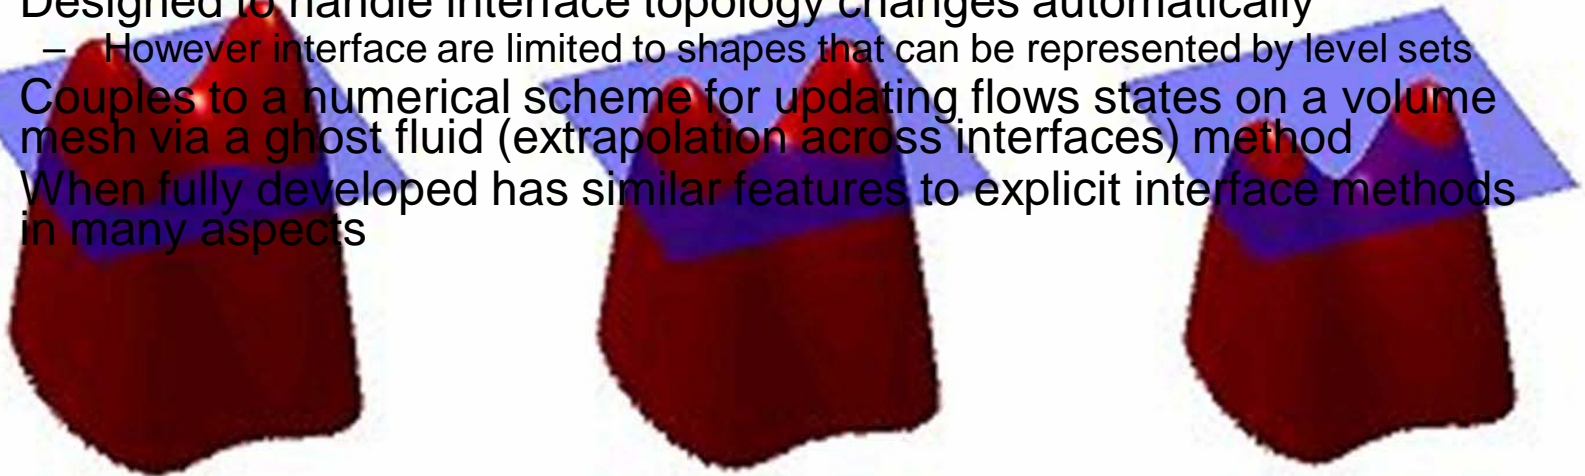 Designed to handle interface topology changes automatically
– However interface are limited to shapes that can be represented by level sets
Couples to a numerical scheme for updating flows states on a volume
mesh via a ghost fluid (extrapolation across interfaces) method
When fully developed has similar features to explicit interface methods
in many aspects